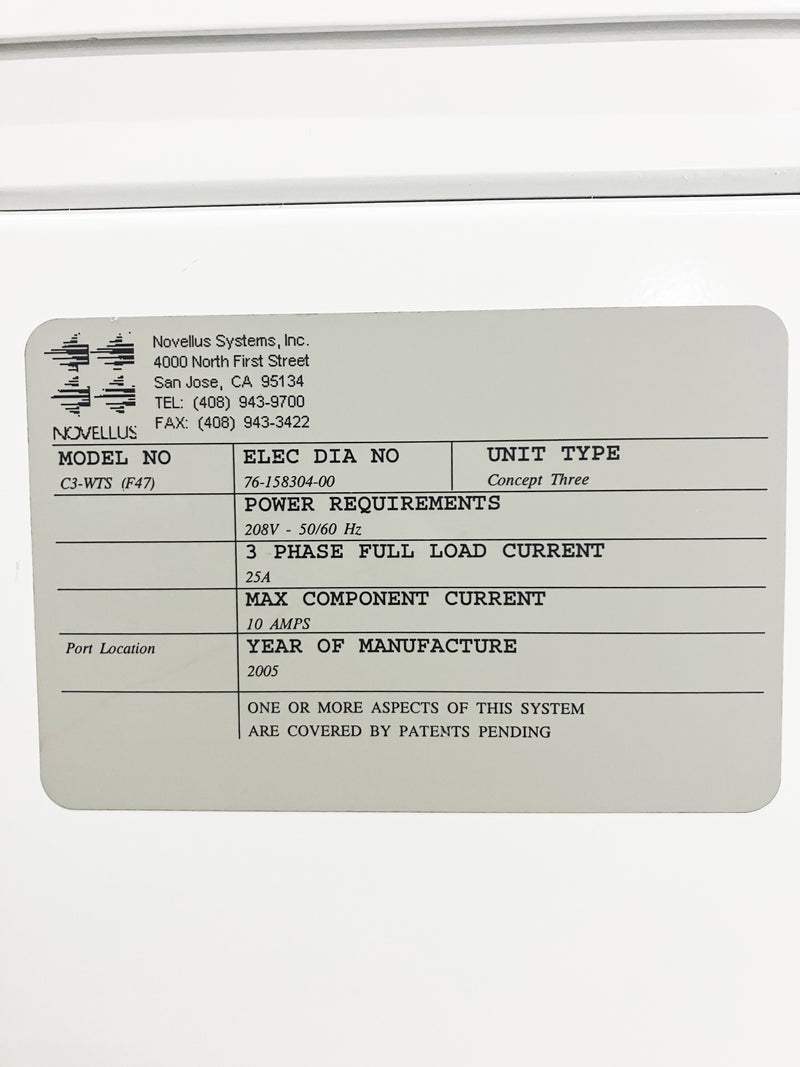 Novellus Systems, Inc.
4000 North First Street
San Jose, CA 95134
TEL: (408) 943-9700
FAX: (408) 943-3422
NOVELLUS
MODEL NO ELEC DIA NO UNIT TYPE
C3-WTS (F47) 76-158304-00 Concept Three
POWER REQUIREMENTS
208V - 50/60 Hz
3 PHASE FULL LOAD CURRENT
25A
MAX COMPONENT CURRENT
10 AMPS
Port Location YEAR OF MANUFACTURE
2005
ONE OR MORE ASPECTS OF THIS SYSTEM
ARE COVERED BY PATENTS PENDING